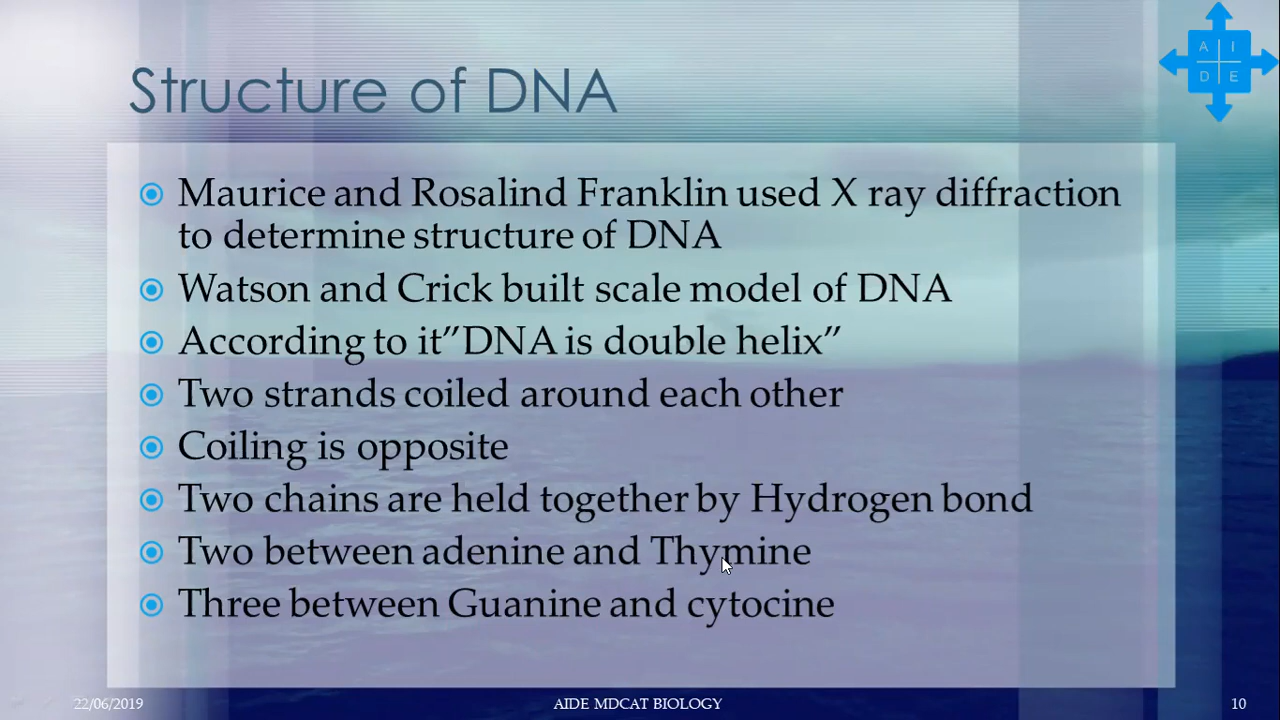 A I
D E
Structure of DNA
Maurice and Rosalind Franklin used X ray diffraction
to determine structure of DNA
Watson and Crick built scale model of DNA
According to it”DNA is double helix”
Two strands coiled around each other
Coiling is opposite
Two chains are held together by Hydrogen bond
Two between adenine and Thymine
Three between Guanine and cytocine
22/06/2019 AIDE MDCAT BIOLOGY 10